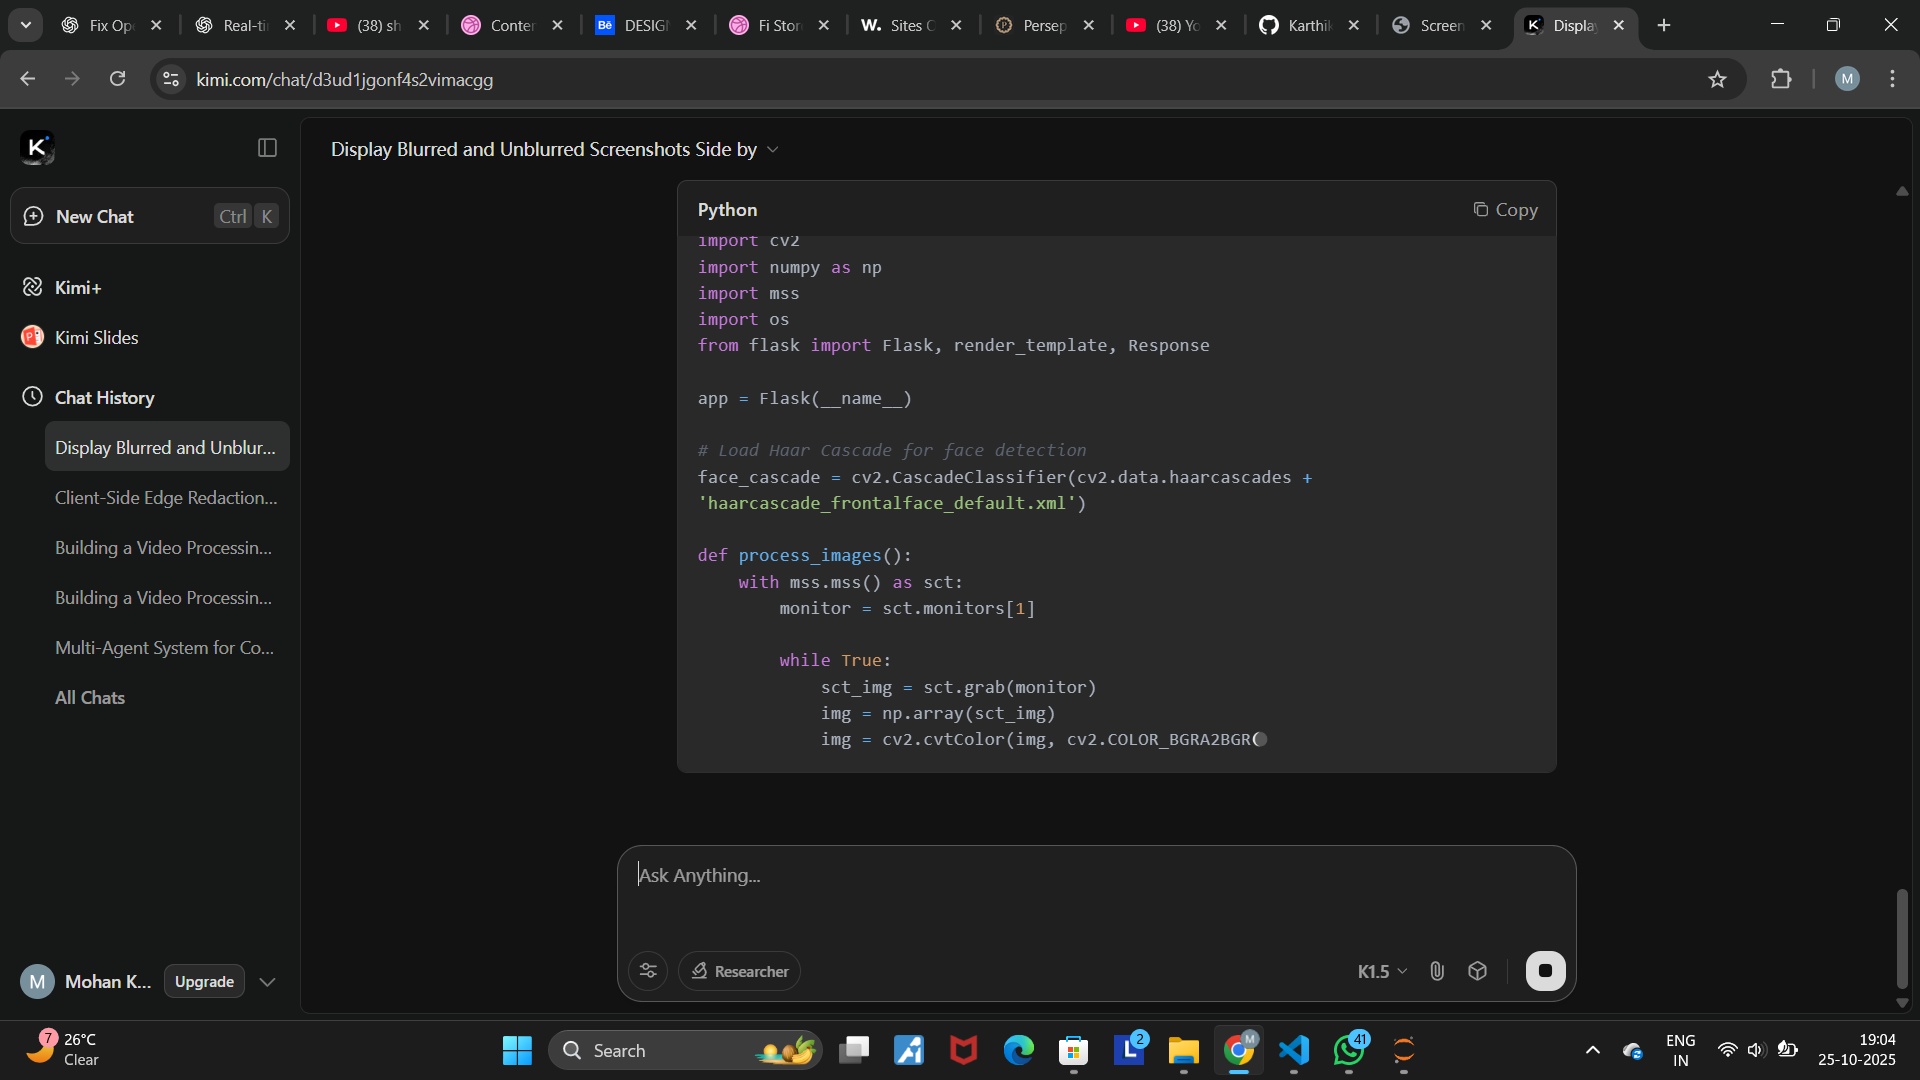 Fix Ope
Real-ti
(38) sh
Conter
Bē
DESIGI
Fi Stor
W.
Sites C
Persep
(38) Yo
Karthik
Screen
Displa
kimi.com/chat/d3ud1jgonf4s2vimacgg
M
K
Display Blurred and Unblurred Screenshots Side by
New Chat
Ctrl K
Kimi+
Kimi Slides
Chat History
Display Blurred and Unblur...
Client-Side Edge Redaction...
Building a Video Processin...
Building a Video Processin...
Multi-Agent System for Co...
All Chats
Python
Copy
import cv2
import numpy as np
import mss
import os
from flask import Flask, render_template, Response
app = Flask(__name__)
# Load Haar Cascade for face detection
face_cascade = cv2.CascadeClassifier(cv2.data.haarcascades +
'haarcascade_frontalface_default.xml')
def process_images():
with mss.mss() as sct:
monitor = sct.monitors[1]
while True:
sct_img = sct.grab(monitor)
img = np.array(sct_img)
img = cv2.cvtColor(img, cv2.COLOR_BGRA2BGR
Ask Anything...
Researcher
K1.5
M
Mohan K...
Upgrade
7
26°C
Clear
Search
L
2
M
41
ENG
IN
19:04
25-10-2025